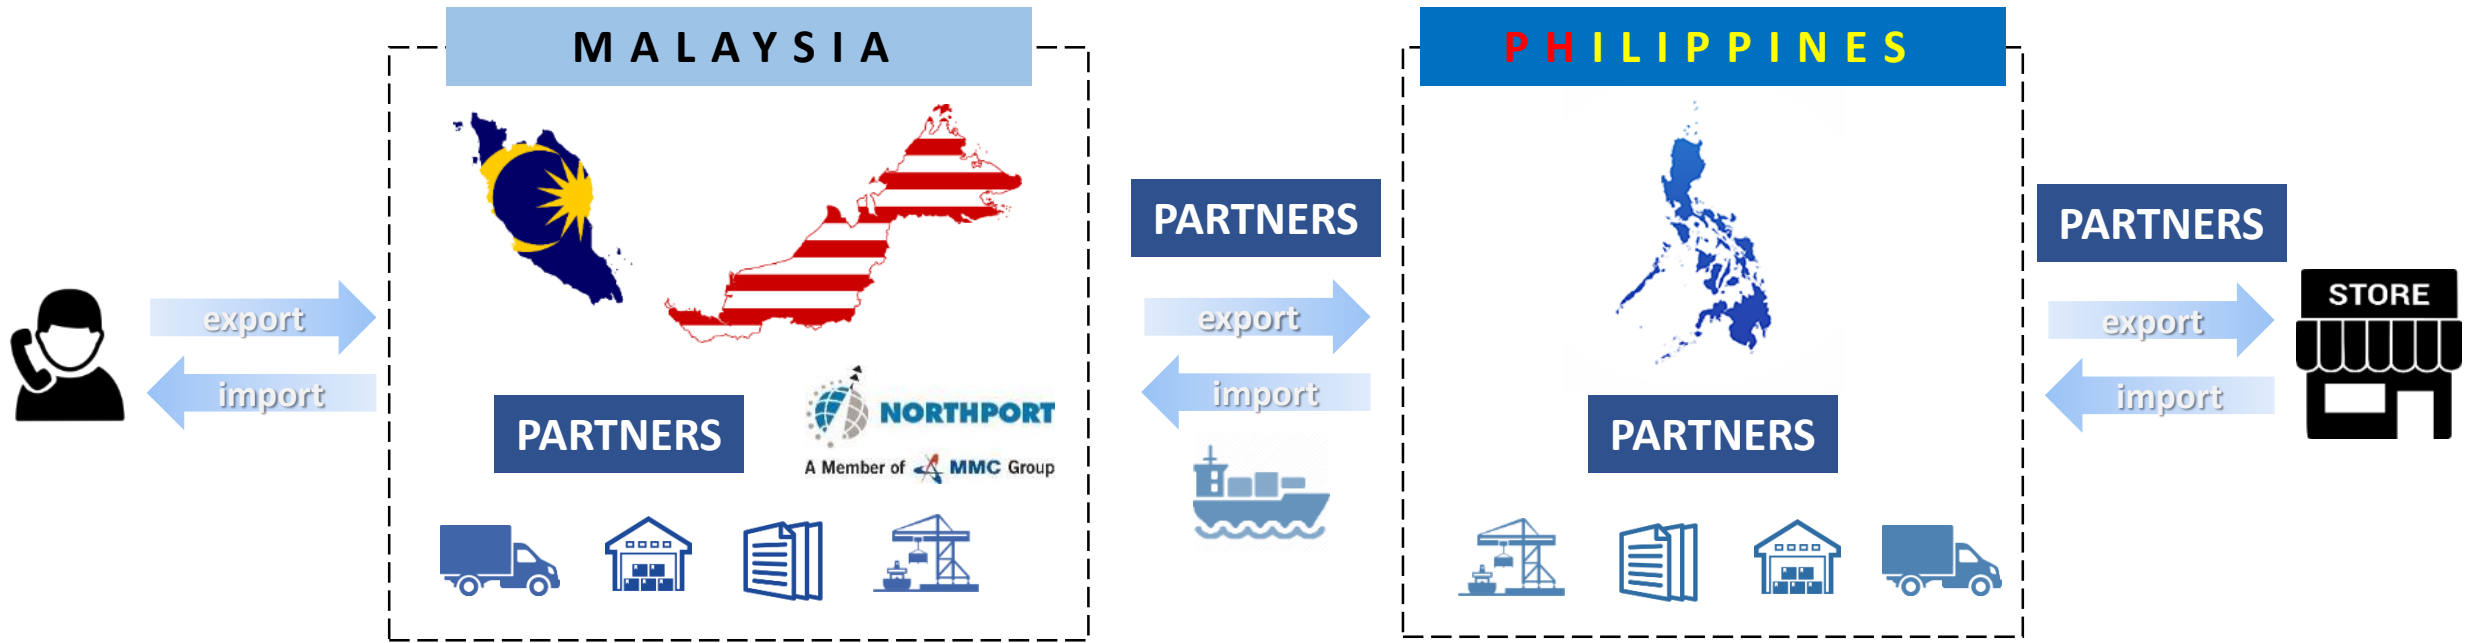 MALAYSIA
PHILIPPINES
PARTNERS
PARTNERS
export
import
export
import
export
import
STORE
PARTNERS
NORTHPORT
A Member of MMC Group
PARTNERS